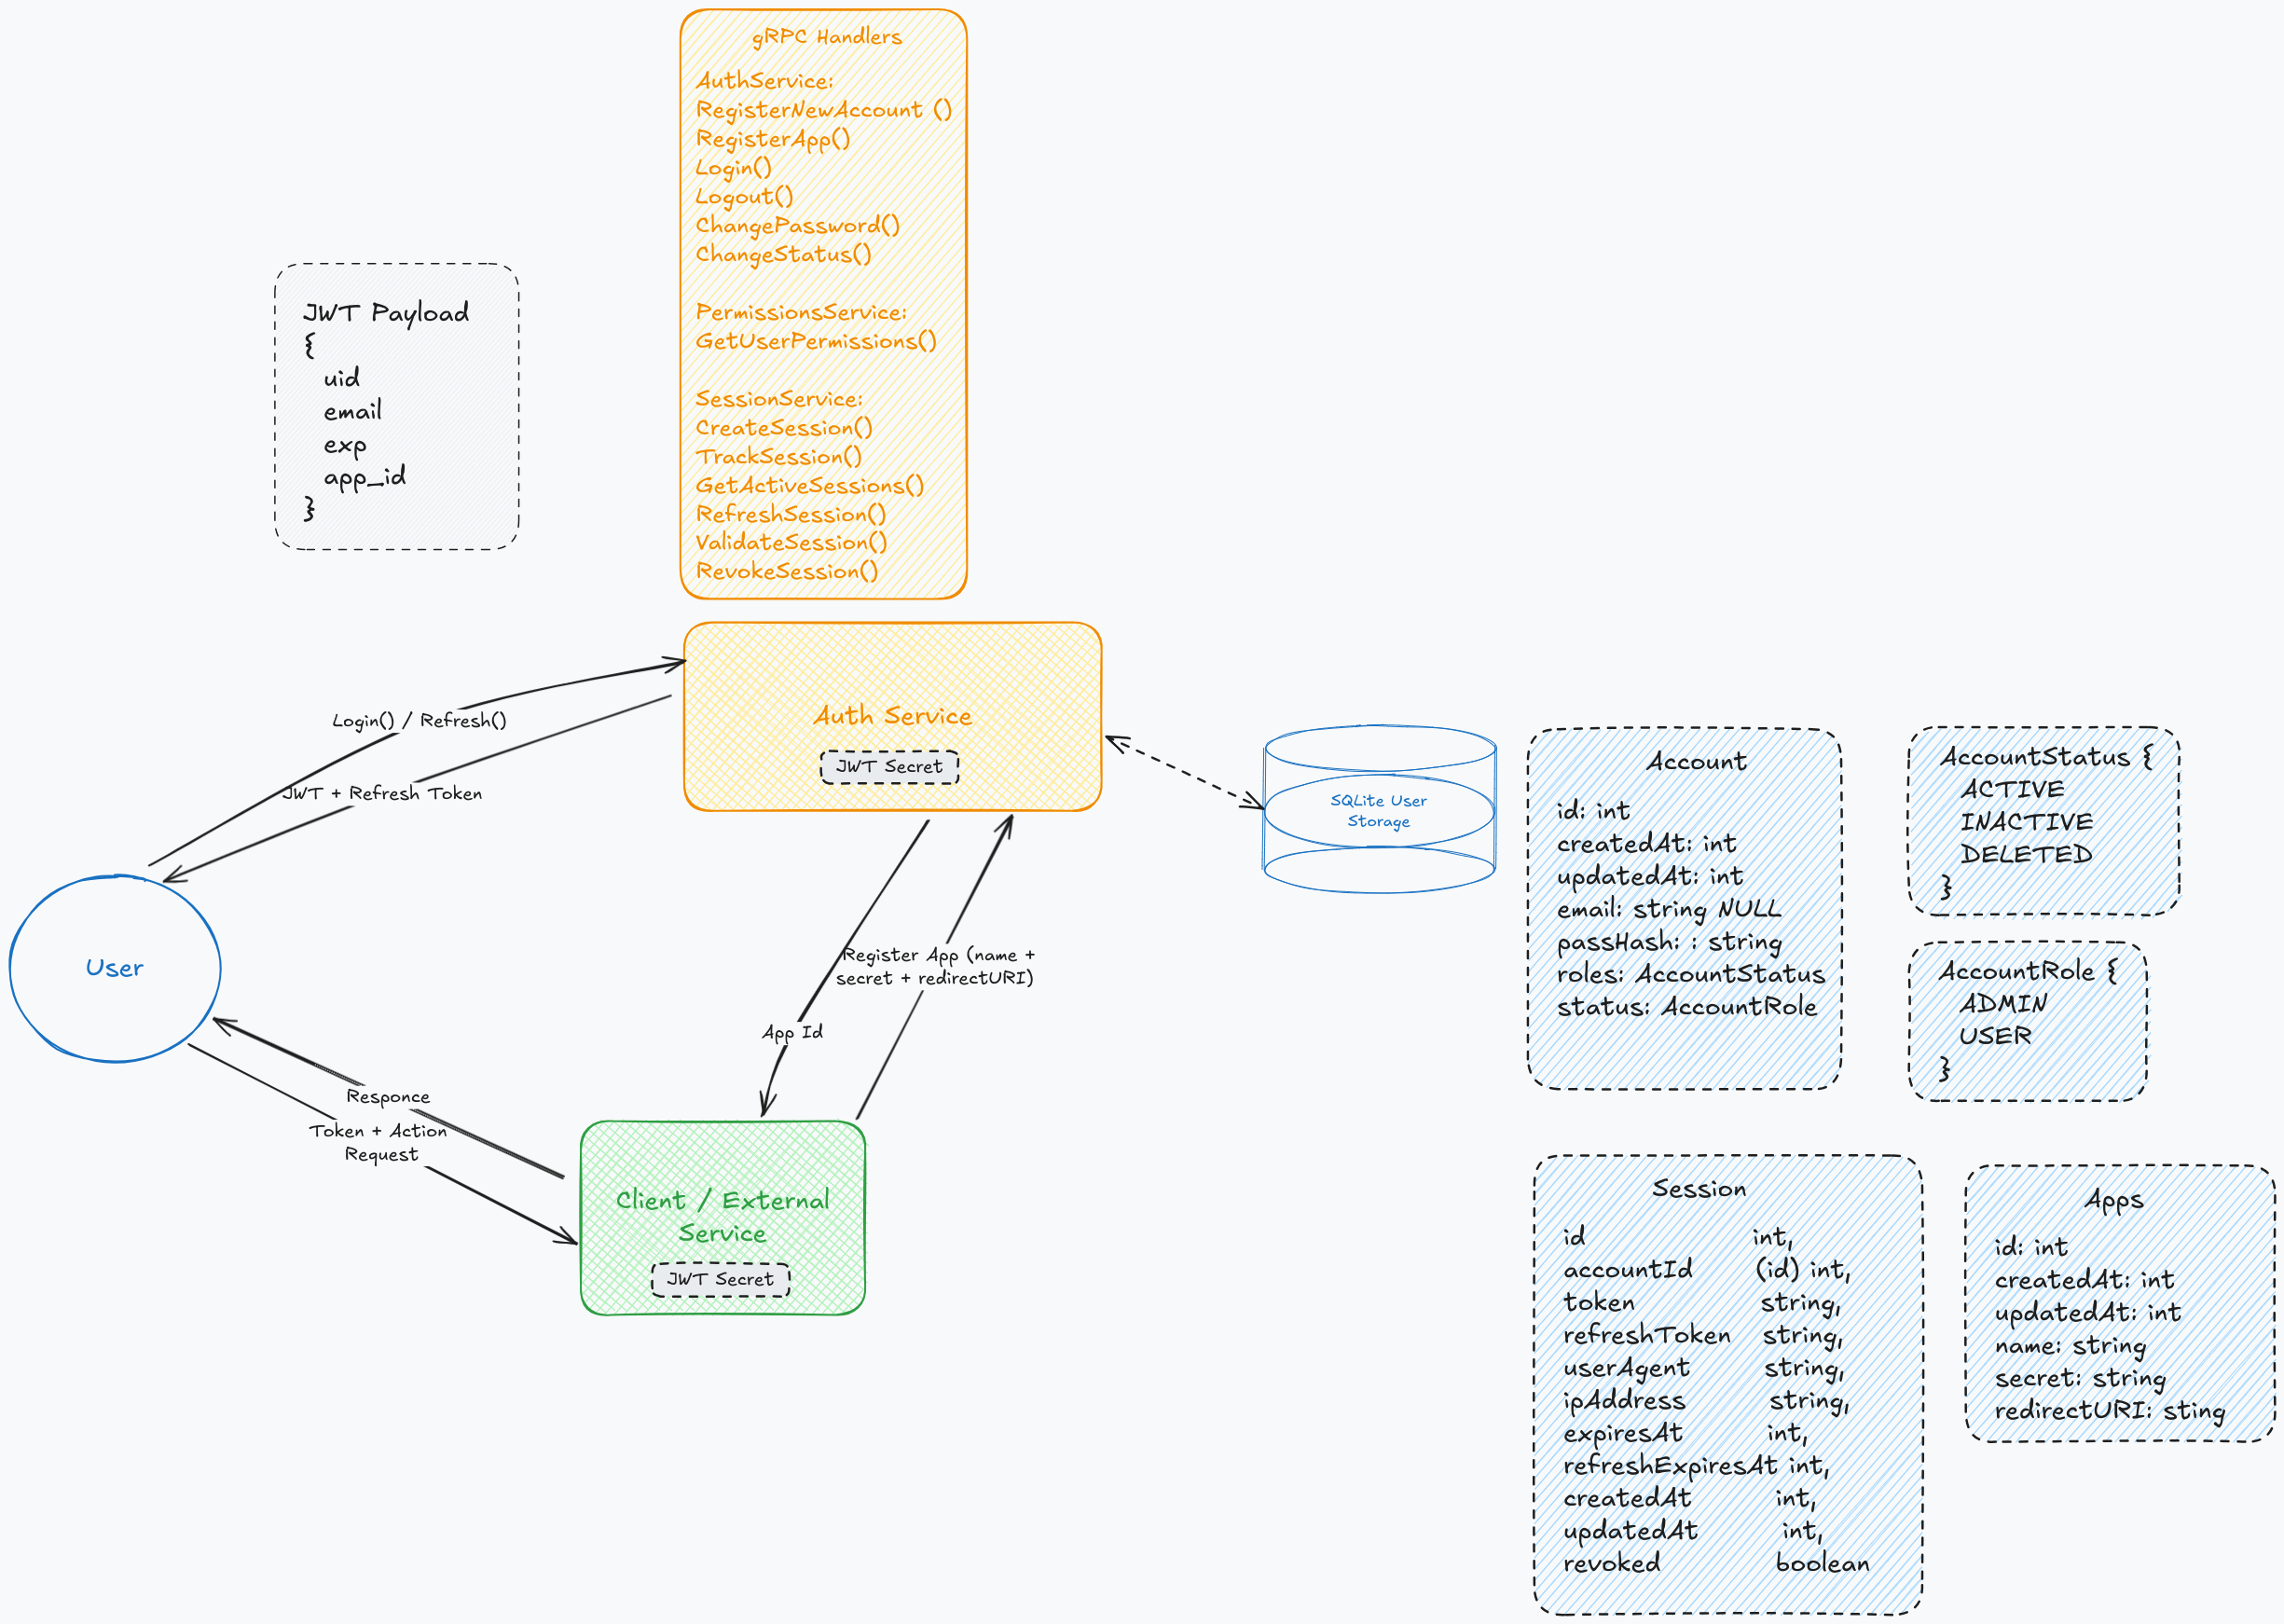 gRPC Handlers
AuthService:
RegisterNewAccount ()
RegisterApp()
Login()
Logout()
ChangePassword()
ChangeStatus()
PermissionsService:
GetUserPermissions()
SessionService:
CreateSession()
TrackSession()
GetActiveSessions()
RefreshSession()
ValidateSession()
RevokeSession()
JWT Payload
{
uid
email
exp
app_id
}
Login() / Refresh()
JWT + Refresh Token
Auth Service
JWT Secret
SQLite User
Storage
User
Register App (name +
secret + redirectURI)
App Id
Responce
Token + Action
Request
Client / External
Service
JWT Secret
Account
id: int
createdAt: int
updatedAt: int
email: string NULL
passHash: : string
roles: AccountStatus
status: AccountRole
AccountStatus {
ACTIVE
INACTIVE
DELETED
}
AccountRole {
ADMIN
USER
}
Session
id int,
accountId (id) int,
token string,
refreshToken string,
userAgent string,
ipAddress string,
expiresAt int,
refreshExpiresAt int,
createdAt int,
updatedAt int,
revoked boolean
Apps
id: int
createdAt: int
updatedAt: int
name: string
secret: string
redirectURI: sting